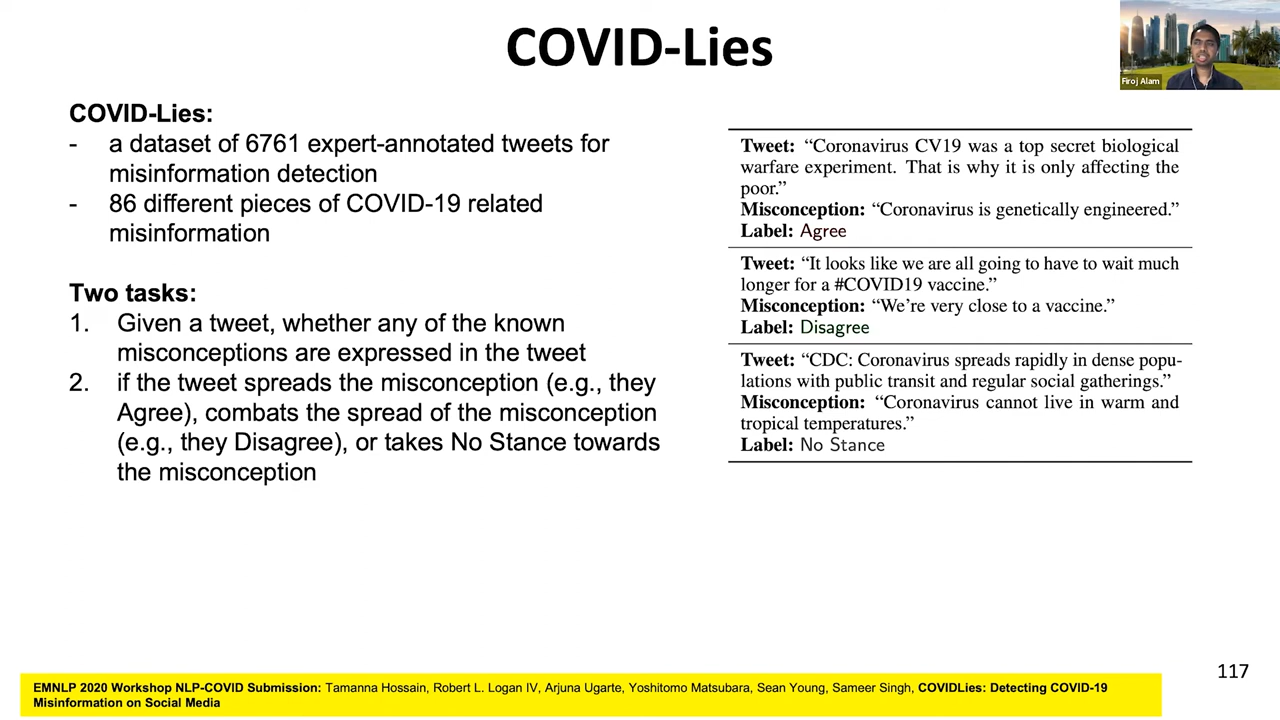 COVID-Lies
Firoj Alam
COVID-Lies:
- a dataset of 6761 expert-annotated tweets for
misinformation detection
- 86 different pieces of COVID-19 related
misinformation
Two tasks:
1. Given a tweet, whether any of the known
misconceptions are expressed in the tweet
2. if the tweet spreads the misconception (e.g., they
Agree), combats the spread of the misconception
(e.g., they Disagree), or takes No Stance towards
the misconception
Tweet: “Coronavirus CV19 was a top secret biological
warfare experiment. That is why it is only affecting the
poor.”
Misconception: “Coronavirus is genetically engineered.”
Label: Agree
Tweet: “It looks like we are all going to have to wait much
longer for a #COVID19 vaccine.”
Misconception: “We’re very close to a vaccine.”
Label: Disagree
Tweet: “CDC: Coronavirus spreads rapidly in dense popu-
lations with public transit and regular social gatherings.”
Misconception: “Coronavirus cannot live in warm and
tropical temperatures.”
Label: No Stance
117
EMNLP 2020 Workshop NLP-COVID Submission: Tamanna Hossain, Robert L. Logan IV, Arjuna Ugarte, Yoshitomo Matsubara, Sean Young, Sameer Singh, COVIDLies: Detecting COVID-19
Misinformation on Social Media